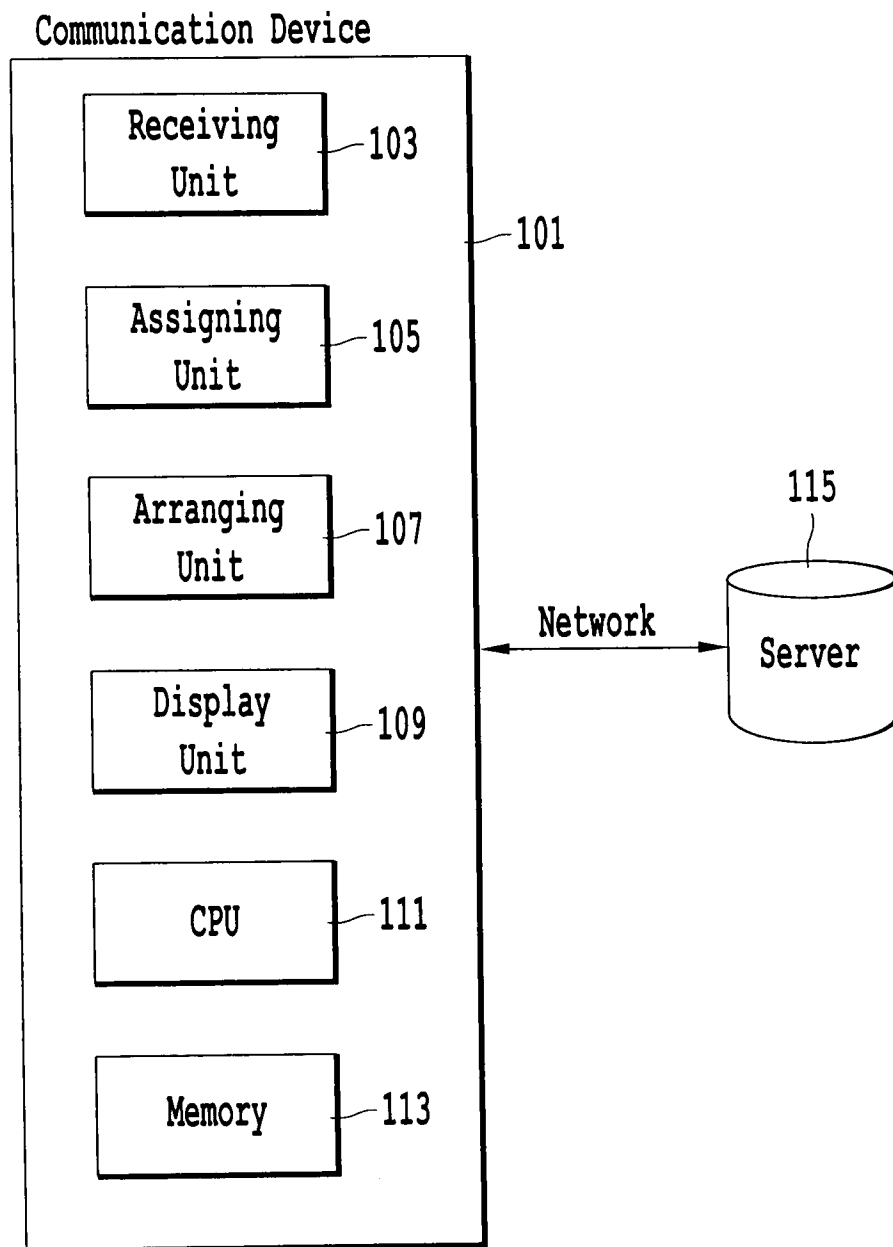 Communication Device
Receiving
Unit
103
101
Assigning
Unit
105
Arranging
Unit
107
115
Network
Server
Display
Unit
109
CPU
111
Memory
113